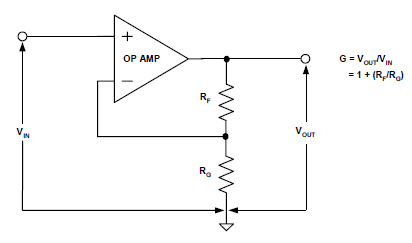 +
OP AMP
−
G = VOUT/VIN
= 1 + (RF/RG)
RF
VIN
VOUT
RG